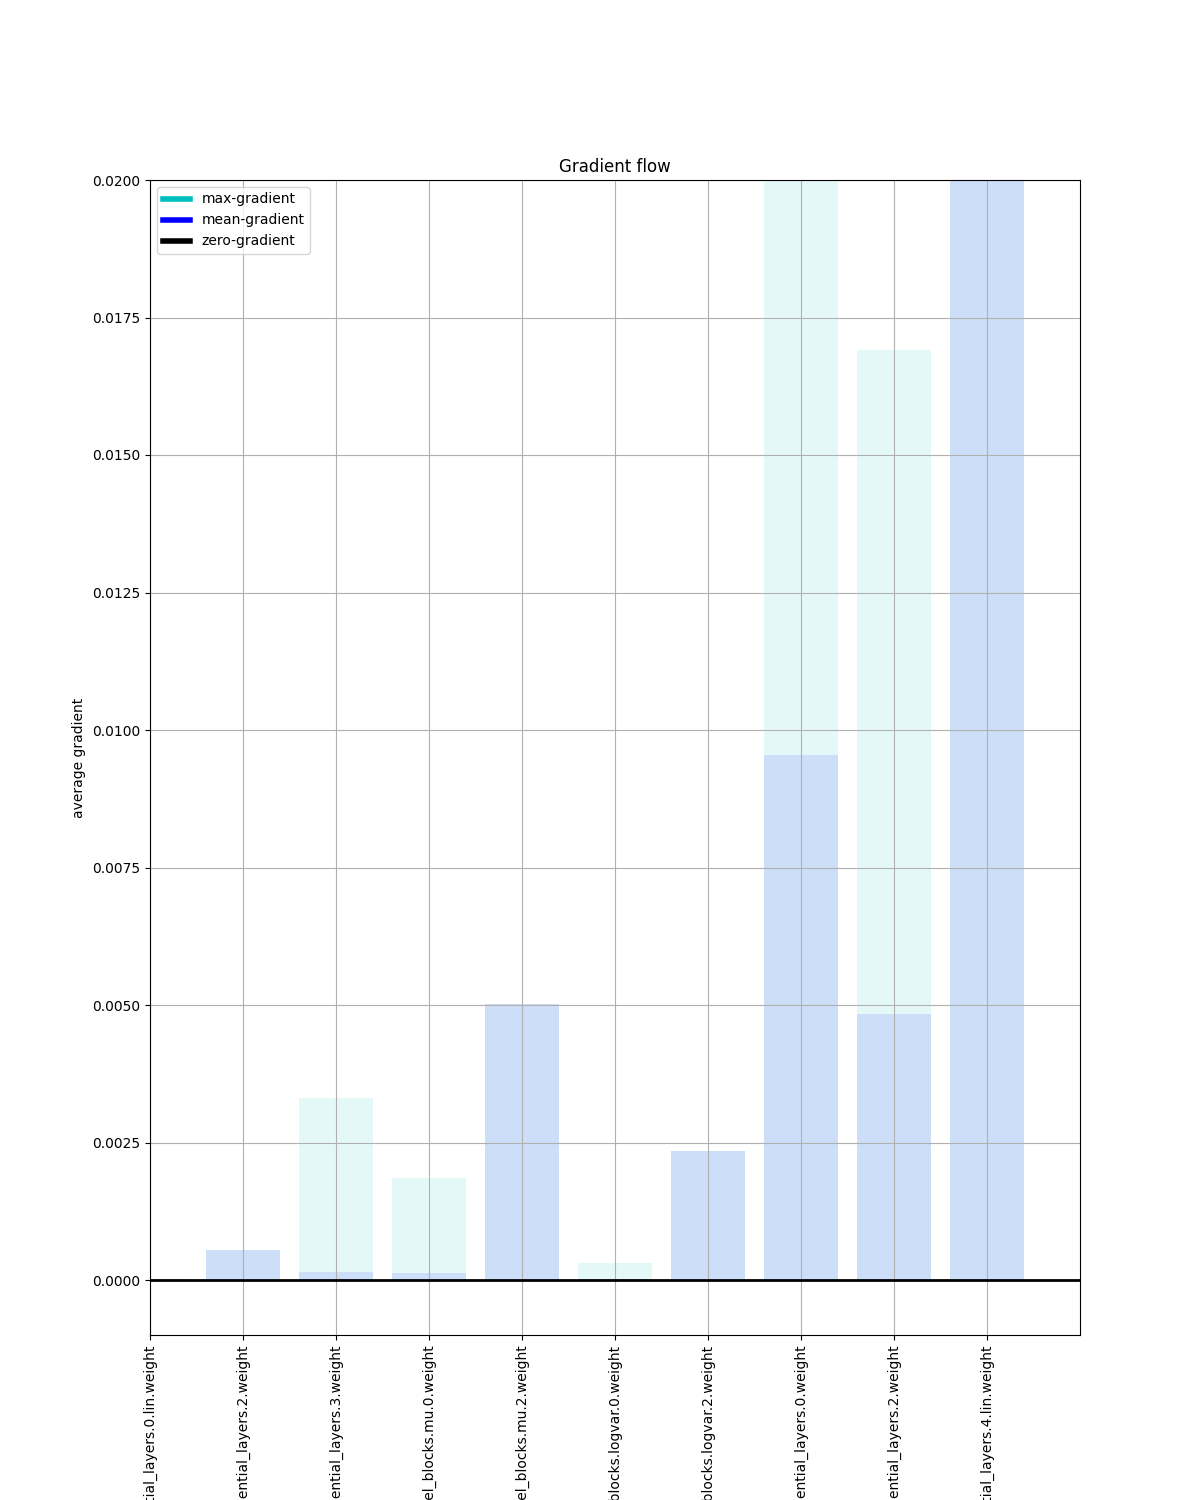 Gradient flow
max-gradient
mean-gradient
zero-gradient
0.0200
0.0175
0.0150
0.0125
0.0100
0.0075
0.0050
0.0025
0.0000
average gradient
tial_layers.0.lin.weight
ential_layers.2.weight
ential_layers.3.weight
el_blocks.mu.0.weight
el_blocks.mu.2.weight
blocks.logvar.0.weight
blocks.logvar.2.weight
ential_layers.0.weight
ential_layers.2.weight
tial_layers.4.lin.weight